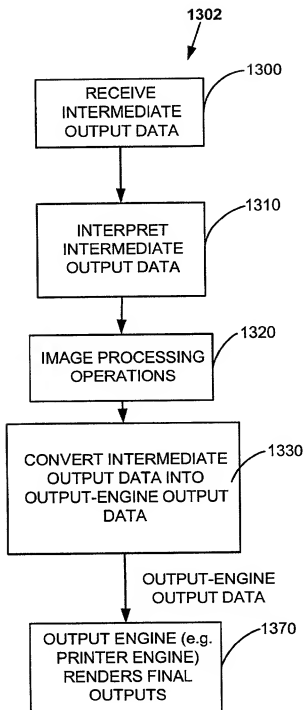 1302
1300
RECEIVE
INTERMEDIATE
OUTPUT DATA
1310
INTERPRET
INTERMEDIATE
OUTPUT DATA
1320
IMAGE PROCESSING
OPERATIONS
1330
CONVERT INTERMEDIATE
OUTPUT DATA INTO
OUTPUT-ENGINE OUTPUT
DATA
OUTPUT-ENGINE
OUTPUT DATA
1370
OUTPUT ENGINE (e.g.
PRINTER ENGINE)
RENDERS FINAL
OUTPUTS